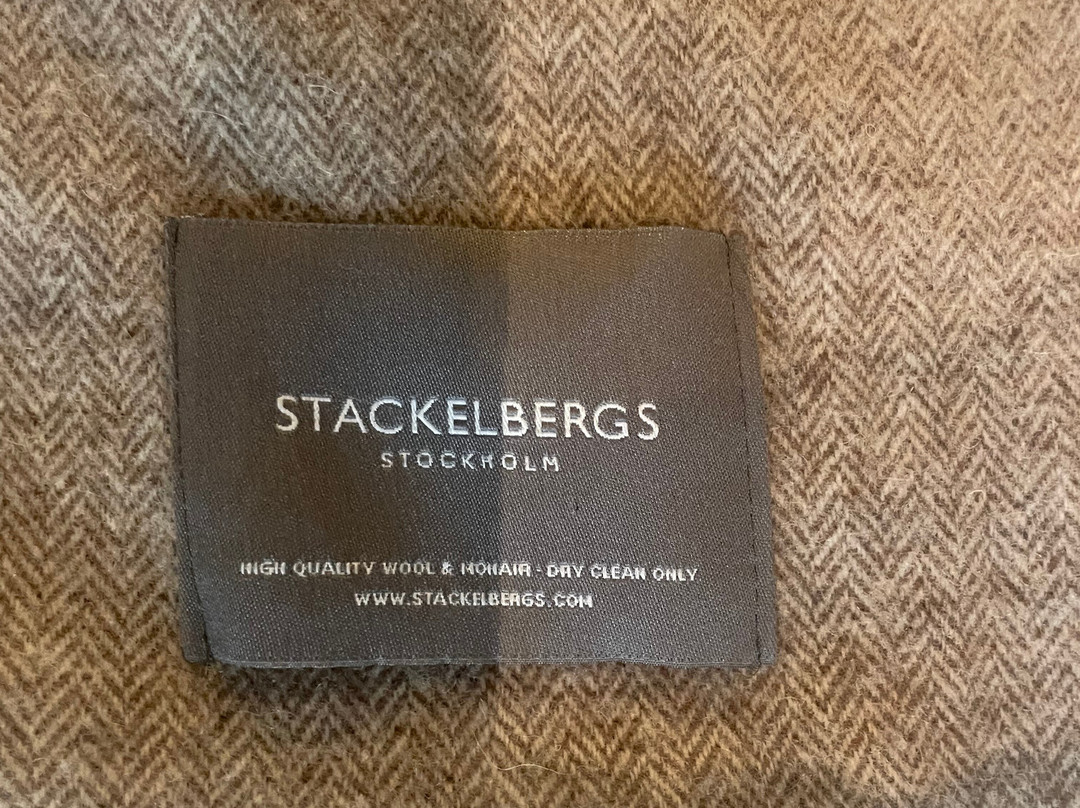 STACKELBERGS
STOCKHOLM
HIGH QUALITY WOOL & MOHAIR - DRY CLEAN ONLY
WWW.STACKELBERGS.COM